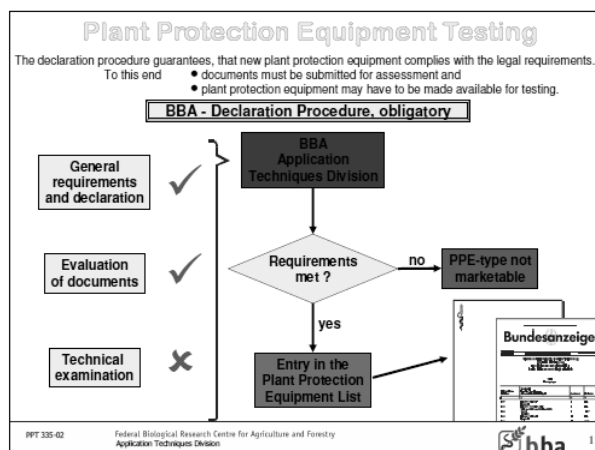 Plant Protection Equipment Testing
The declaration procedure guarantees, that new plant protection equipment complies with the legal requirements.
To this end • documents must be submitted for assessment and
• plant protection equipment may have to be made available for testing.
BBA - Declaration Procedure, obligatory
General
requirements
and declaration
Evaluation
of documents
Technical
examination
BBA
Application
Techniques Division
Requirements
met ?
no
PPE-type not
marketable
yes
Entry in the
Plant Protection
Equipment List
Bundesanzeige
PPT 335-02
Federal Biological Research Centre for Agriculture and Forestry
Application Techniques Division
bba
1